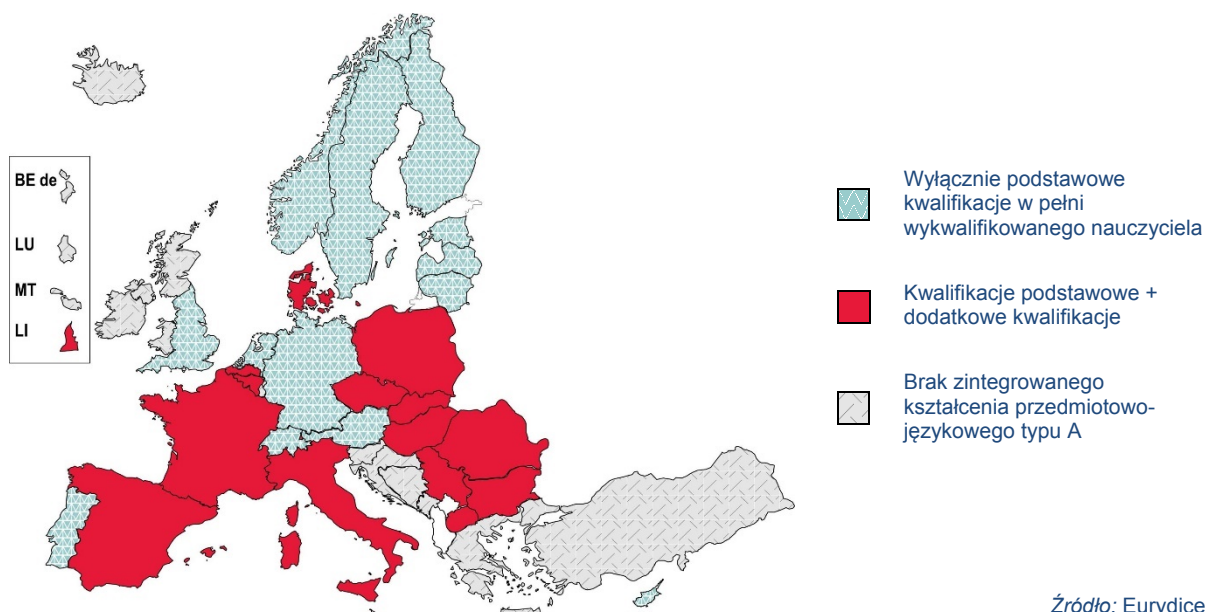 BE de
LU
MT
LI
Wyłącznie podstawowe
kwalifikacje w pełni
wykwalifikowanego nauczyciela
Kwalifikacje podstawowe +
dodatkowe kwalifikacje
Brak zintegrowanego
kształcenia przedmiotowo-
językowego typu A
Źródło: Eurydice